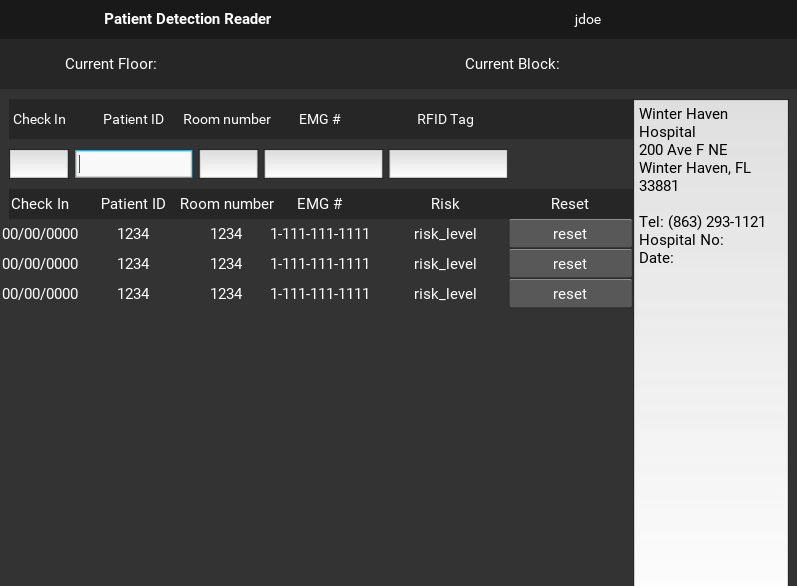 Patient Detection Reader jdoe
Current Floor: Current Block:
Check In Patient ID Room number EMG # RFID Tag
Check In Patient ID Room number EMG # Risk Reset
00/00/0000 1234 1234 1-111-111-1111 risk_level reset
00/00/0000 1234 1234 1-111-111-1111 risk_level reset
00/00/0000 1234 1234 1-111-111-1111 risk_level reset
Winter Haven
Hospital
200 Ave F NE
Winter Haven, FL
33881
Tel: (863) 293-1121
Hospital No:
Date: